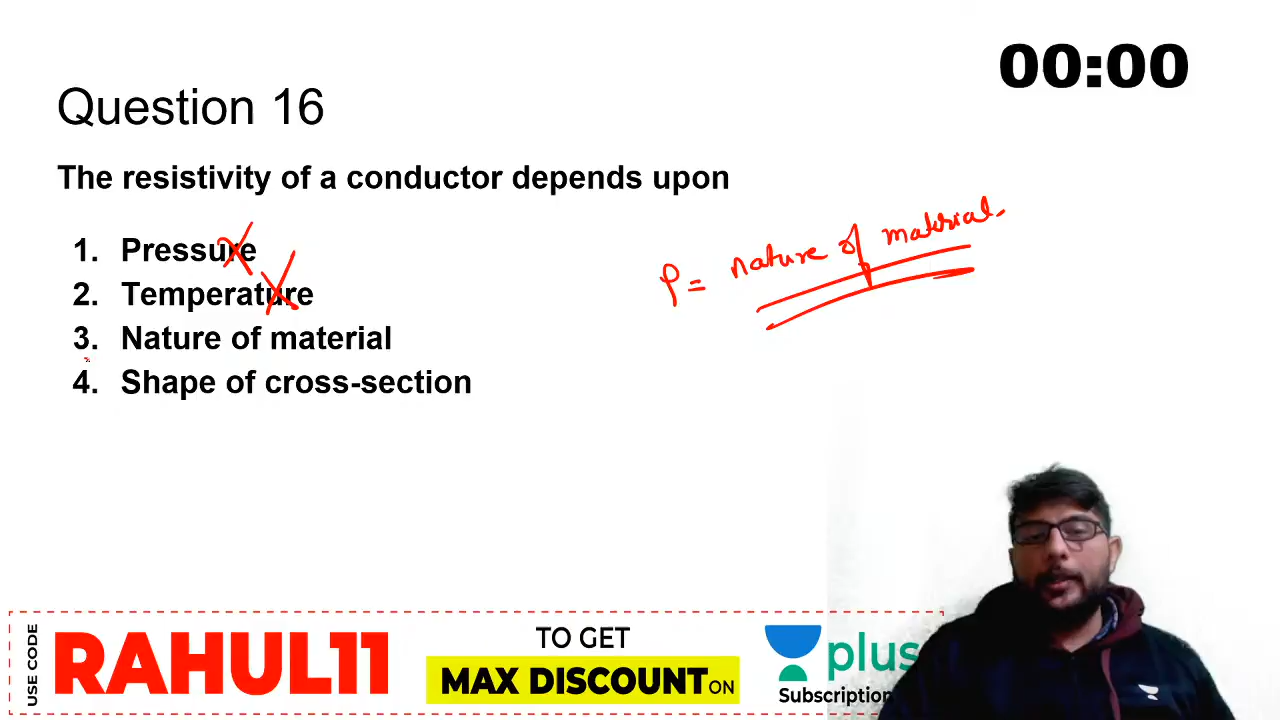 00:00
Question 16
The resistivity of a conductor depends upon
1. Pressure
2. Temperature
3. Nature of material
4. Shape of cross-section
ρ = nature of material.
USE CODE
RAHUL11
TO GET
MAX DISCOUNT ON
plus
Subscription